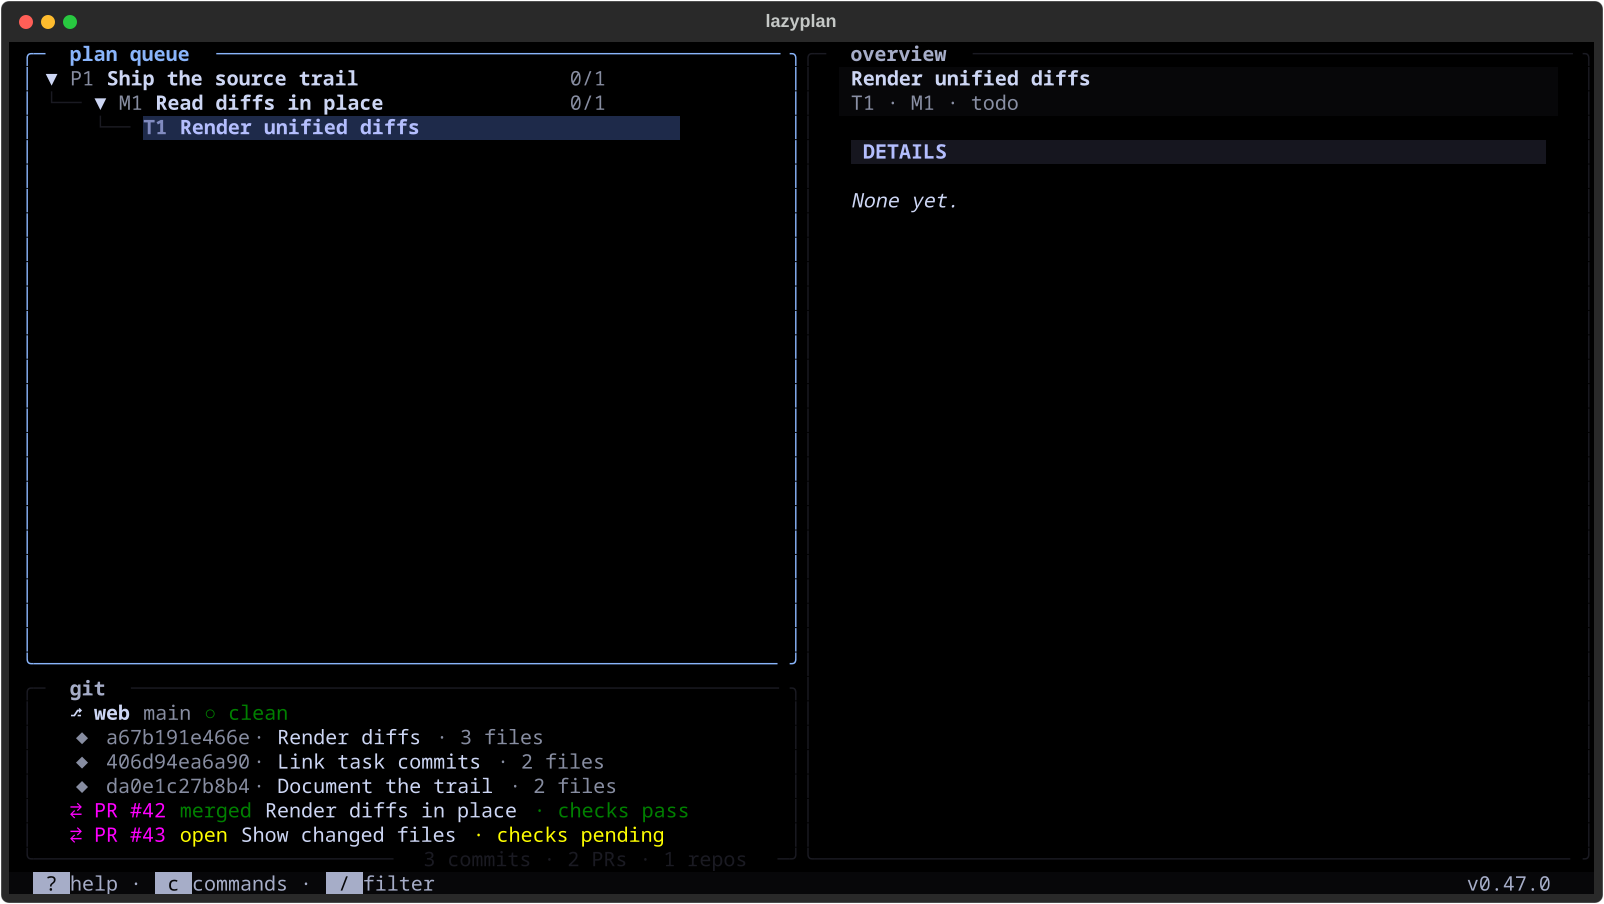 lazyplan
plan queue
▼ P1 Ship the source trail 0/1
▼ M1 Read diffs in place 0/1
T1 Render unified diffs
git
⎇ web main ○ clean
◆ a67b191e466e · Render diffs · 3 files
◆ 406d94ea6a90 · Link task commits · 2 files
◆ da0e1c27b8b4 · Document the trail · 2 files
⇄ PR #42 merged Render diffs in place · checks pass
⇄ PR #43 open Show changed files · checks pending
3 commits · 2 PRs · 1 repos
overview
Render unified diffs
T1 · M1 · todo
DETAILS
None yet.
? help · c commands · / filter
v0.47.0